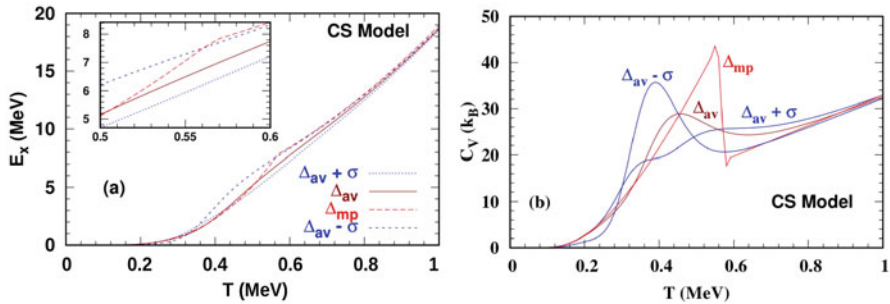 CS Model
E_x (MeV)
20
15
10
5
0
8
7
6
5
0.5
0.55
0.6
(a)
Δ_av + σ
Δ_av
Δ_mp
Δ_av - σ
0
0.2
0.4
0.6
0.8
1
T (MeV)
C_V (k_B)
50
40
30
20
10
0
Δ_av - σ
Δ_mp
Δ_av
Δ_av + σ
(b)
CS Model
0
0.2
0.4
0.6
0.8
1
T (MeV)